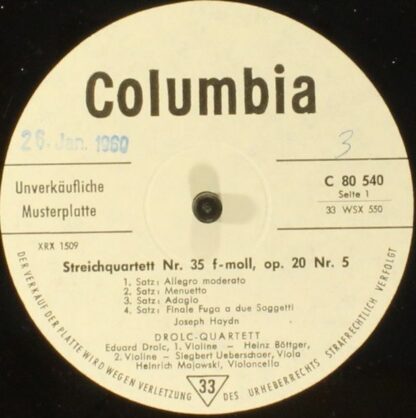 Columbia
26. Jan. 1960
3
Unverkäufliche
Musterplatte
C 80 540
Seite 1
33 WSX 550
XRX 1509
Streichquartett Nr. 35 f-moll, op. 20 Nr. 5
1. Satz: Allegro moderato
2. Satz: Menuetto
3. Satz: Adagio
4. Satz: Finale Fuga a due Soggetti
Joseph Haydn
DROLC-QUARTETT
Eduard Drolc, 1. Violine – Heinz Böttger,
2. Violine – Siegbert Ueberschaer, Viola
Heinrich Majowski, Violoncello
DER VERKAUF DER PLATTE WIRD WEGEN VERLETZUNG DES URHEBERRECHTS STRAFRECHTLICH VERFOLGT
33